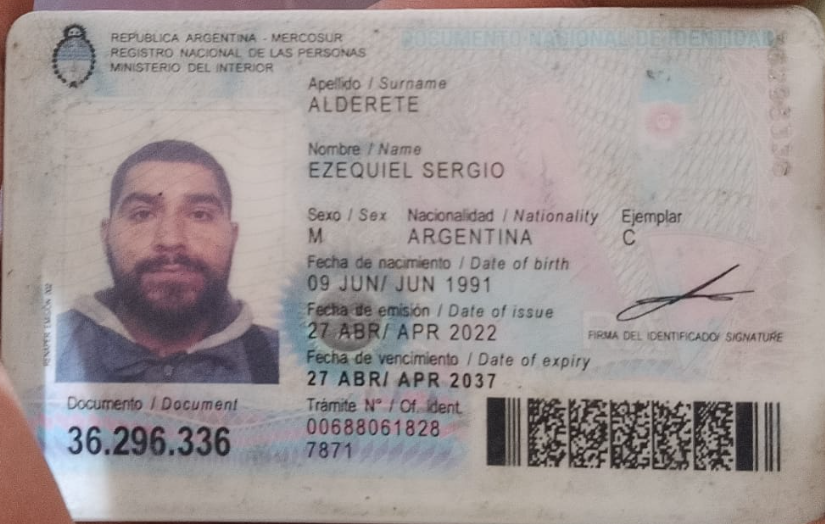 REPUBLICA ARGENTINA - MERCOSUR
REGISTRO NACIONAL DE LAS PERSONAS
MINISTERIO DEL INTERIOR
DOCUMENTO NACIONAL DE IDENTIDAD
Apellido / Surname
ALDERETE
Nombre / Name
EZEQUIEL SERGIO
Sexo / Sex Nacionalidad / Nationality Ejemplar
M ARGENTINA C
Fecha de nacimiento / Date of birth
09 JUN/ JUN 1991
Fecha de emisión / Date of issue
27 ABR/ APR 2022
FIRMA DEL IDENTIFICADO/ SIGNATURE
Fecha de vencimiento / Date of expiry
27 ABR/ APR 2037
Documento / Document
36.296.336
Trámite N° / Of. Ident.
00688061828
7871